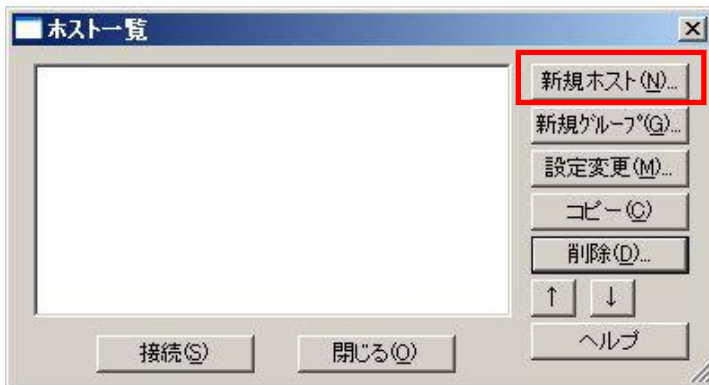 ホスト一覧
新規ホスト(N)...
新規ｸﾞﾙｰﾌﾟ(G)...
設定変更(M)...
コピー(C)
削除(D)...
↑ ↓
接続(S) 閉じる(O) ヘルプ